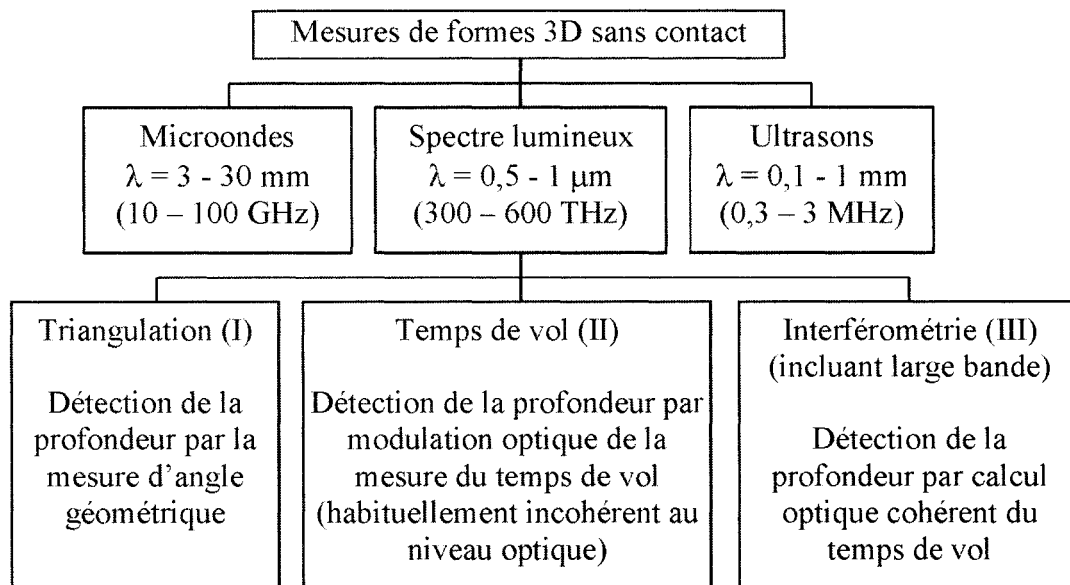 Mesures de formes 3D sans contact
Microondes
λ = 3 - 30 mm
(10 – 100 GHz)
Spectre lumineux
λ = 0,5 - 1 μm
(300 – 600 THz)
Ultrasons
λ = 0,1 - 1 mm
(0,3 – 3 MHz)
Triangulation (I)
Détection de la
profondeur par la
mesure d'angle
géométrique
Temps de vol (II)
Détection de la profondeur par
modulation optique de la
mesure du temps de vol
(habituellement incohérent au
niveau optique)
Interférométrie (III)
(incluant large bande)
Détection de la
profondeur par calcul
optique cohérent du
temps de vol